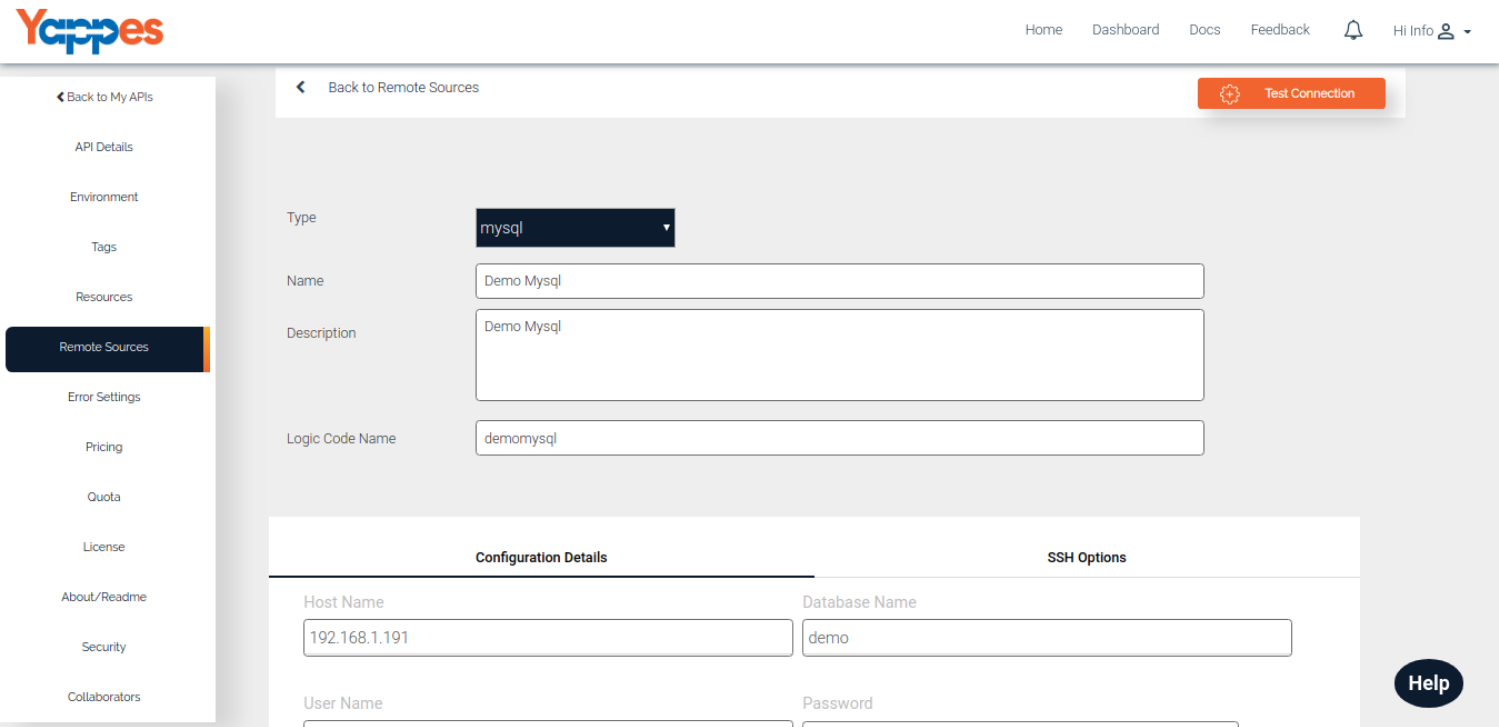 Yappes
Home Dashboard Docs Feedback Hi Info
Back to My APIs
API Details
Environment
Tags
Resources
Remote Sources
Error Settings
Pricing
Quota
License
About/Readme
Security
Collaborators
Back to Remote Sources
Test Connection
Type mysql
Name Demo Mysql
Description Demo Mysql
Logic Code Name demomysql
Configuration Details SSH Options
Host Name Database Name
192.168.1.191 demo
User Name Password
Help